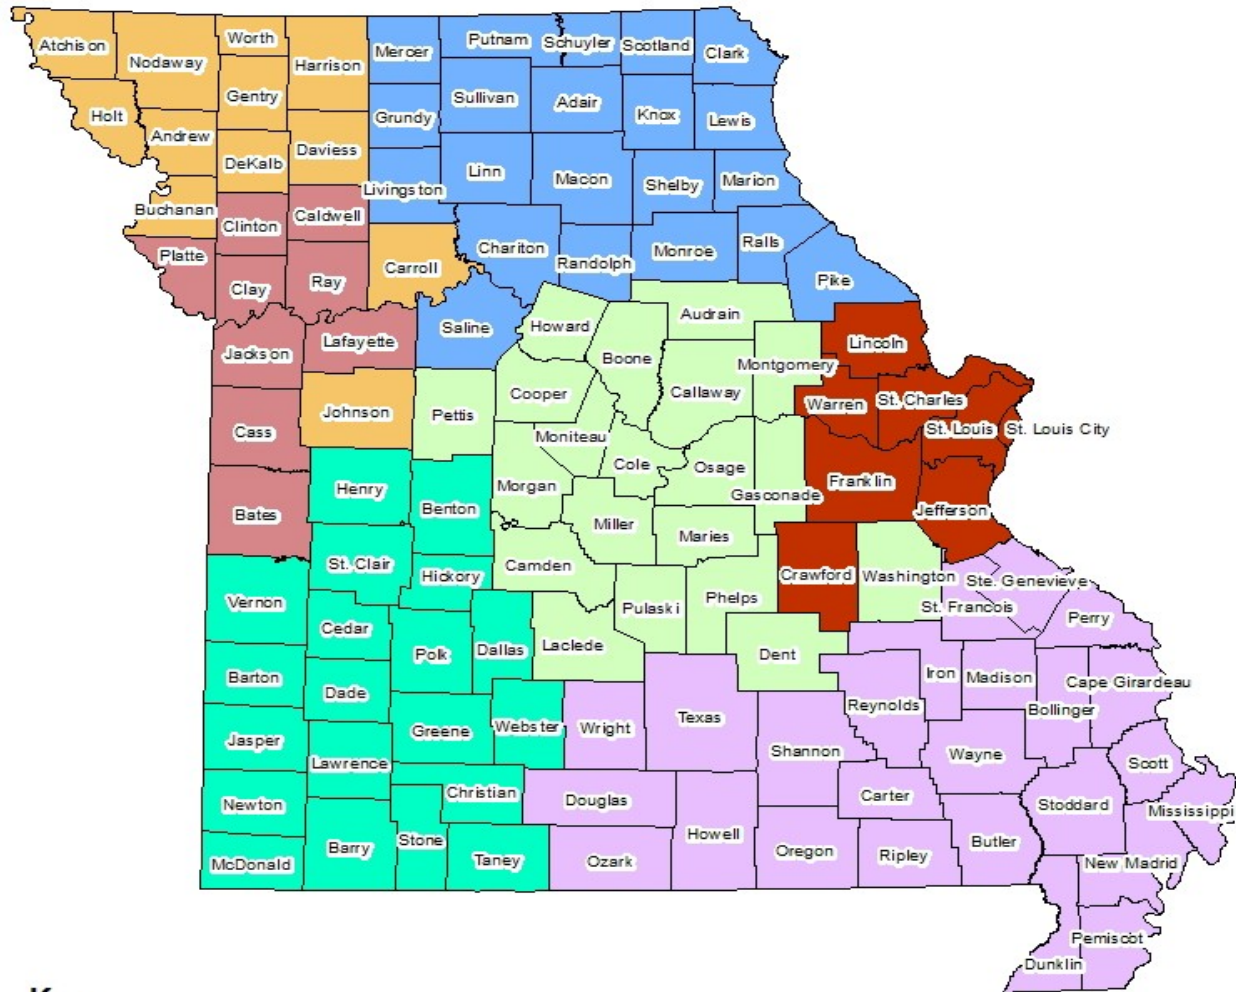 Atchison
Nodaway
Worth
Harrison
Mercer
Putnam
Schuyler
Scotland
Clark
Holt
Gentry
Sullivan
Adair
Knox
Lewis
Grundy
Andrew
DeKalb
Daviess
Livingston
Linn
Macon
Shelby
Marion
Buchanan
Clinton
Caldwell
Platte
Clay
Ray
Carroll
Chariton
Randolph
Monroe
Ralls
Pike
Saline
Howard
Audrain
Boone
Lincoln
Jackson
Lafayette
Montgomery
Callaway
Cooper
Warren
St. Charles
Johnson
Pettis
Cass
Moniteau
St. Louis
St. Louis City
Cole
Osage
Morgan
Gasconade
Franklin
Henry
Benton
Bates
Miller
Maries
Jefferson
St. Clair
Hickory
Camden
Crawford
Washington
Ste. Genevieve
Vernon
Pulaski
Phelps
St. Francois
Perry
Cedar
Polk
Dallas
Laclede
Dent
Barton
Dade
Iron
Madison
Cape Girardeau
Reynolds
Bollinger
Jasper
Greene
Webster
Wright
Texas
Shannon
Wayne
Lawrence
Scott
Newton
Christian
Douglas
Carter
Stoddard
Mississippi
McDonald
Barry
Stone
Taney
Ozark
Howell
Oregon
Ripley
Butler
New Madrid
Pemiscot
Dunklin